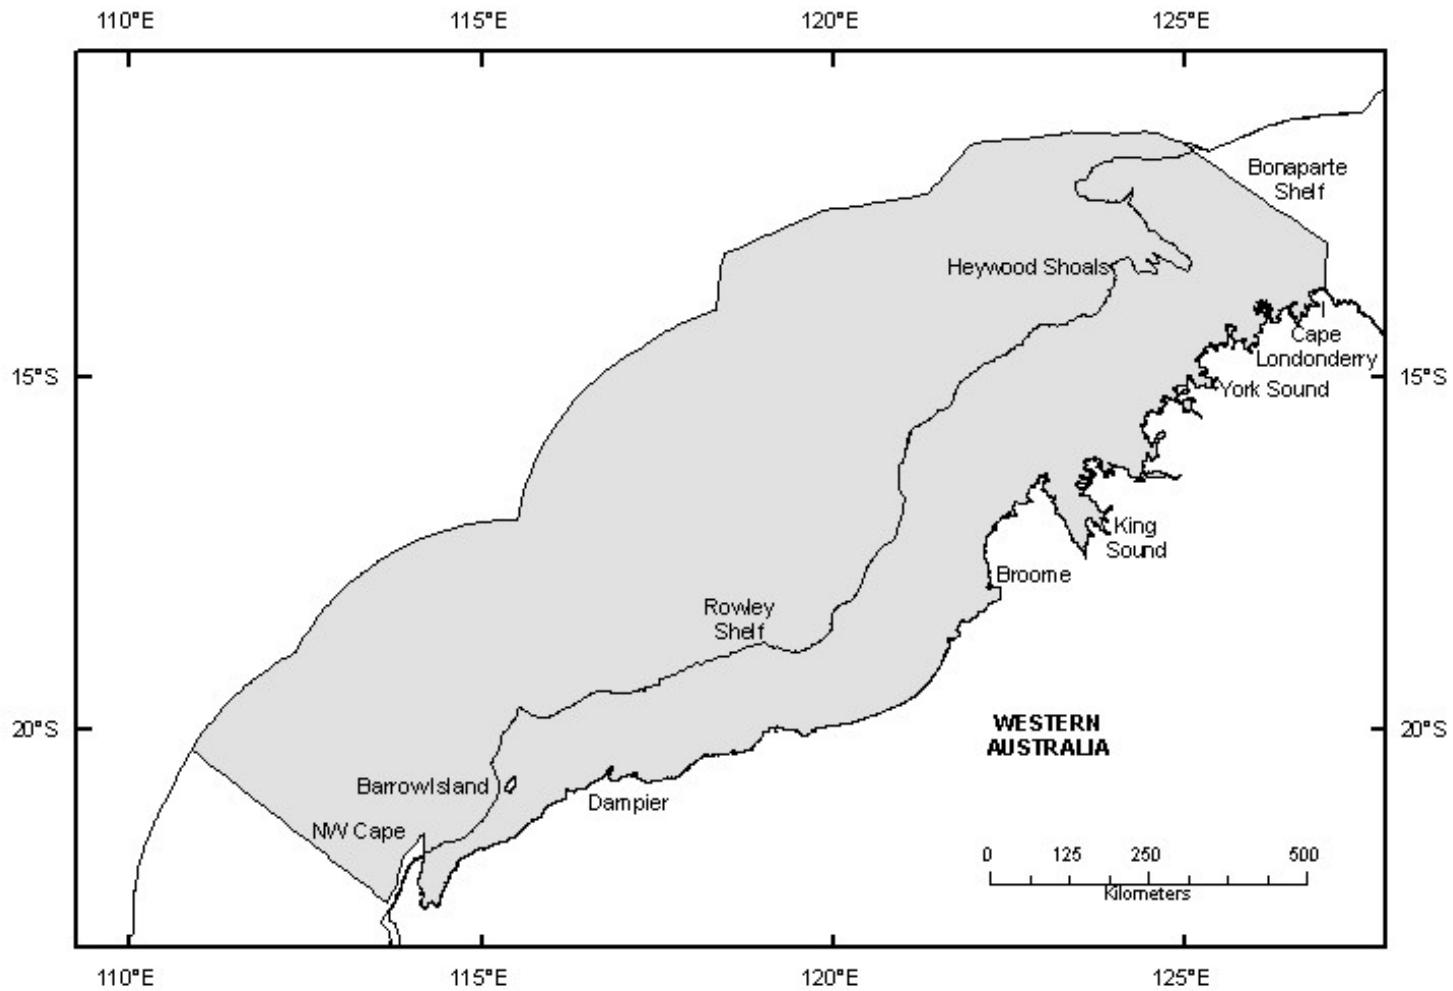 110°E
115°E
120°E
125°E
Bonaparte
Shelf
Heywood Shoals
Cape
Londonderry
15°S
15°S
York Sound
King
Sound
Broome
Rowley
Shelf
20°S
WESTERN
AUSTRALIA
20°S
Barrow Island
Dampier
NW Cape
0 125 250 500
Kilometers
110°E
115°E
120°E
125°E